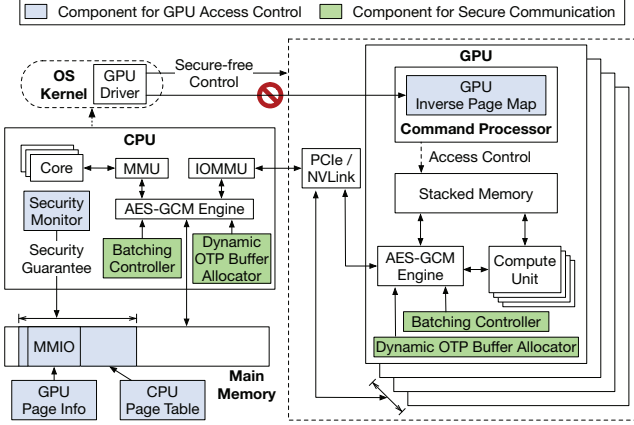 Component for GPU Access Control
Component for Secure Communication
OS
Kernel
GPU
Driver
Secure-free
Control
GPU
GPU
Inverse Page Map
Command Processor
Access Control
CPU
Core
MMU
IOMMU
PCIe /
NVLink
Stacked Memory
Security
Monitor
AES-GCM Engine
Security
Guarantee
Batching
Controller
Dynamic
OTP Buffer
Allocator
AES-GCM
Engine
Compute
Unit
Batching Controller
Dynamic OTP Buffer Allocator
MMIO
Main
Memory
GPU
Page Info
CPU
Page Table